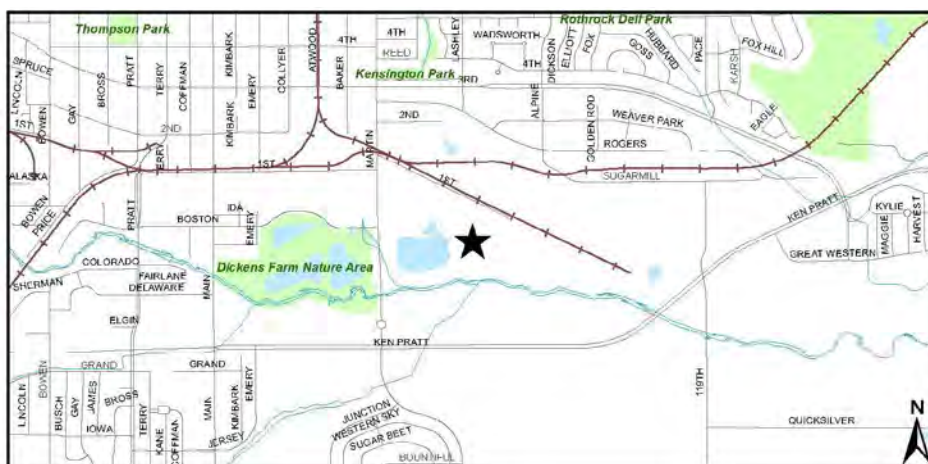 Thompson Park
Rothrock Dell Park
Kensington Park
Dickens Farm Nature Area
4TH
4TH
REED
LASHLEY
WADSWORTH
DICKSON
ELLIOTT
FOX
GOSS
HUBBARD
PACE
KARSH
FOX HILL
4TH
3RD
SPRUCE
LINCOLN
BOWEN
GAY
BROSS
PRATT
TERRY
COFFMAN
KIMBARK
KIMBARK
EMERY
COLLYER
ATWOOD
BAKER
MARTIN
1ST
2ND
2ND
TERRY
1ST
1ST
ALPINE
GOLDEN ROD
WEAVER PARK
ROGERS
SUGARMILL
EAGLE
ALASKA
BOWEN
PRICE
PRATT
BOSTON
IDA
EMERY
KEN PRATT
KYLIE
MAGGIE
HARVEST
GREAT WESTERN
COLORADO
SHERMAN
FAIRLANE
DELAWARE
MAIN
ELGIN
KEN PRATT
GRAND
GRAND
BOWEN
LINCOLN
BUSCH
GAY
JAMES
BROSS
IOWA
TERRY
KANE
COFFMAN
MAIN
KIMBARK
EMERY
JERSEY
JUNCTION
WESTERN SKY
SUGAR BEET
BOUNTIFUL
119TH
QUICKSILVER
N